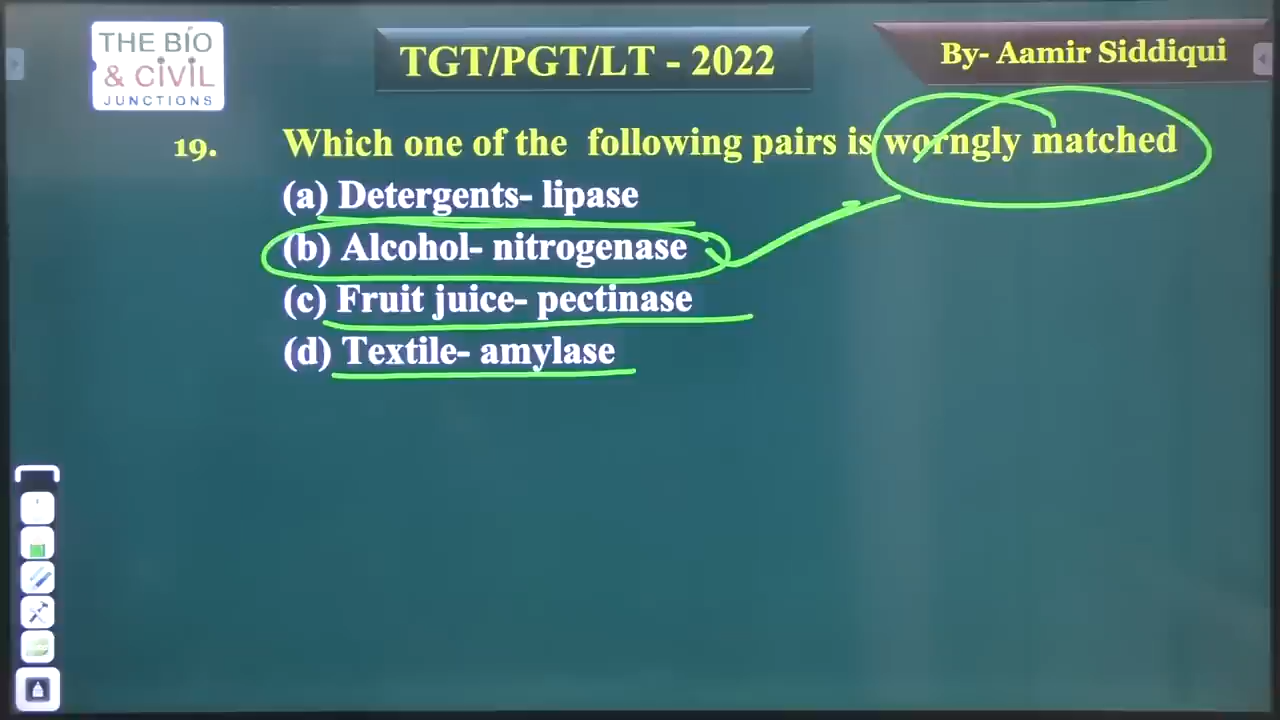 THE BIO
& CIVIL
JUNCTIONS
TGT/PGT/LT - 2022
By- Aamir Siddiqui
19. Which one of the following pairs is worngly matched
(a) Detergents- lipase
(b) Alcohol- nitrogenase
(c) Fruit juice- pectinase
(d) Textile- amylase